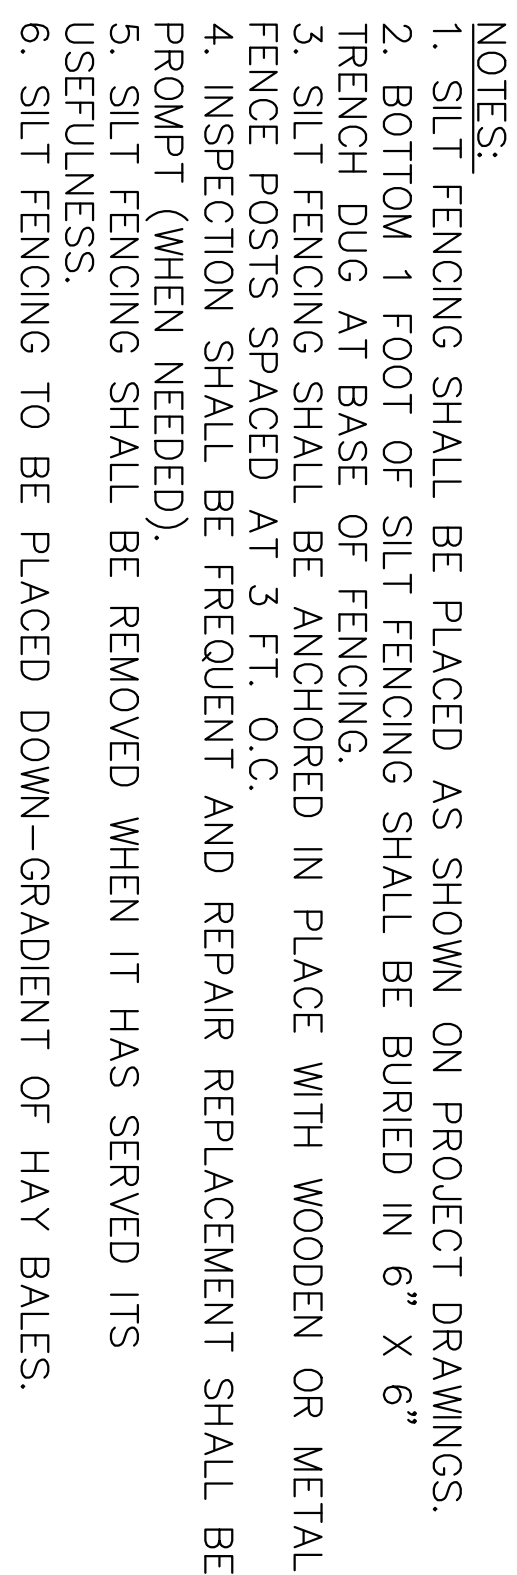 NOTES:
1. SILT FENCING SHALL BE PLACED AS SHOWN ON PROJECT DRAWINGS.
2. BOTTOM 1 FOOT OF SILT FENCING SHALL BE BURIED IN 6” X 6”
TRENCH DUG AT BASE OF FENCING.
3. SILT FENCING SHALL BE ANCHORED IN PLACE WITH WOODEN OR METAL
FENCE POSTS SPACED AT 3 FT. O.C.
4. INSPECTION SHALL BE FREQUENT AND REPAIR REPLACEMENT SHALL BE
PROMPT (WHEN NEEDED).
5. SILT FENCING SHALL BE REMOVED WHEN IT HAS SERVED ITS
USEFULNESS.
6. SILT FENCING TO BE PLACED DOWN-GRADIENT OF HAY BALES.